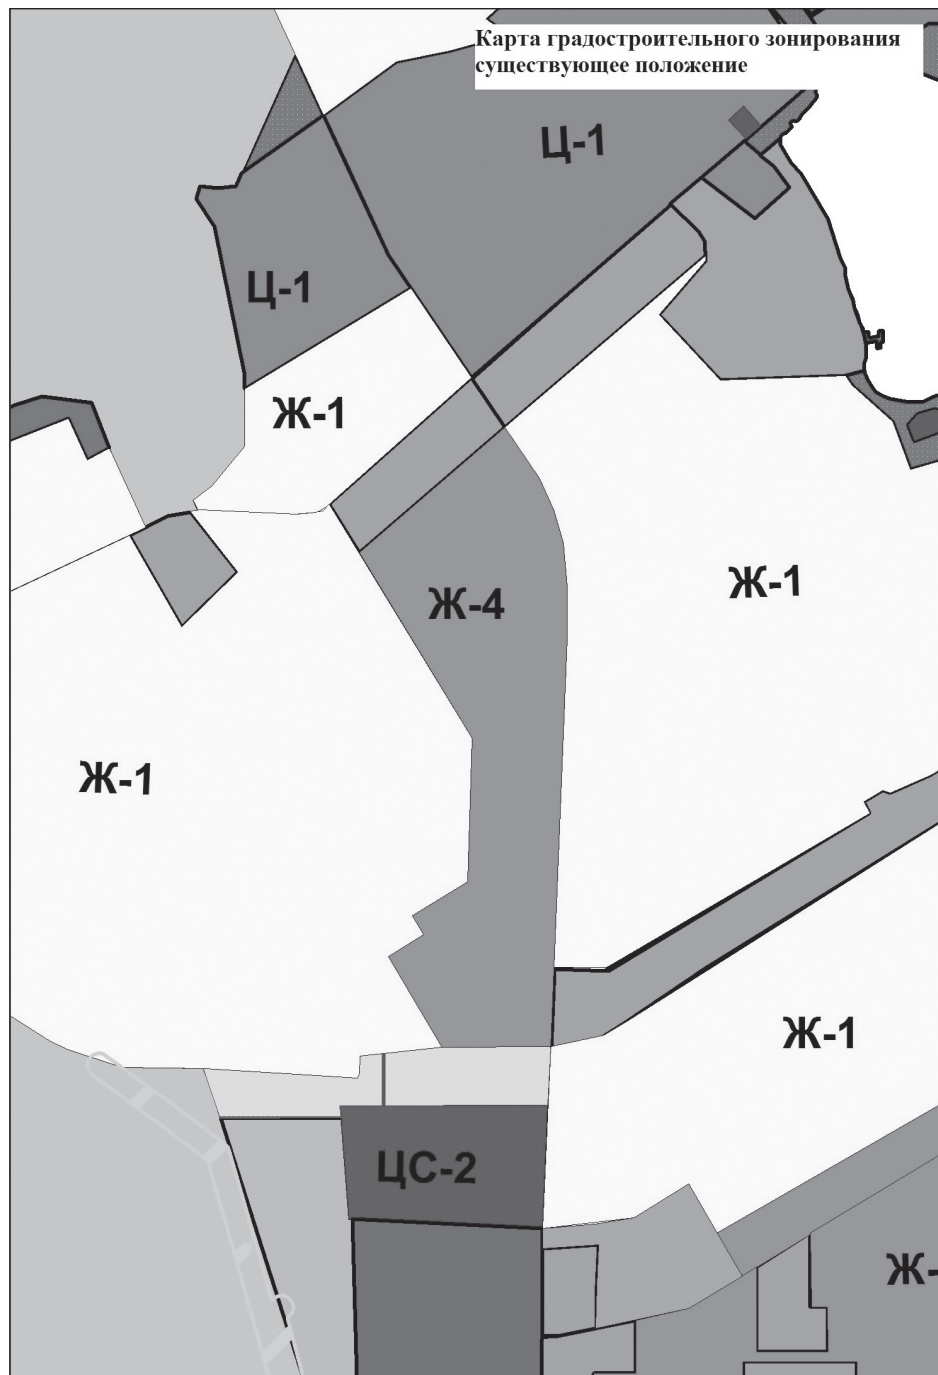 Карта градостроительного зонирования
существующее положение
Ц-1
Ц-1
Ж-1
Ж-1
Ж-4
Ж-1
Ж-1
ЦС-2
Ж-